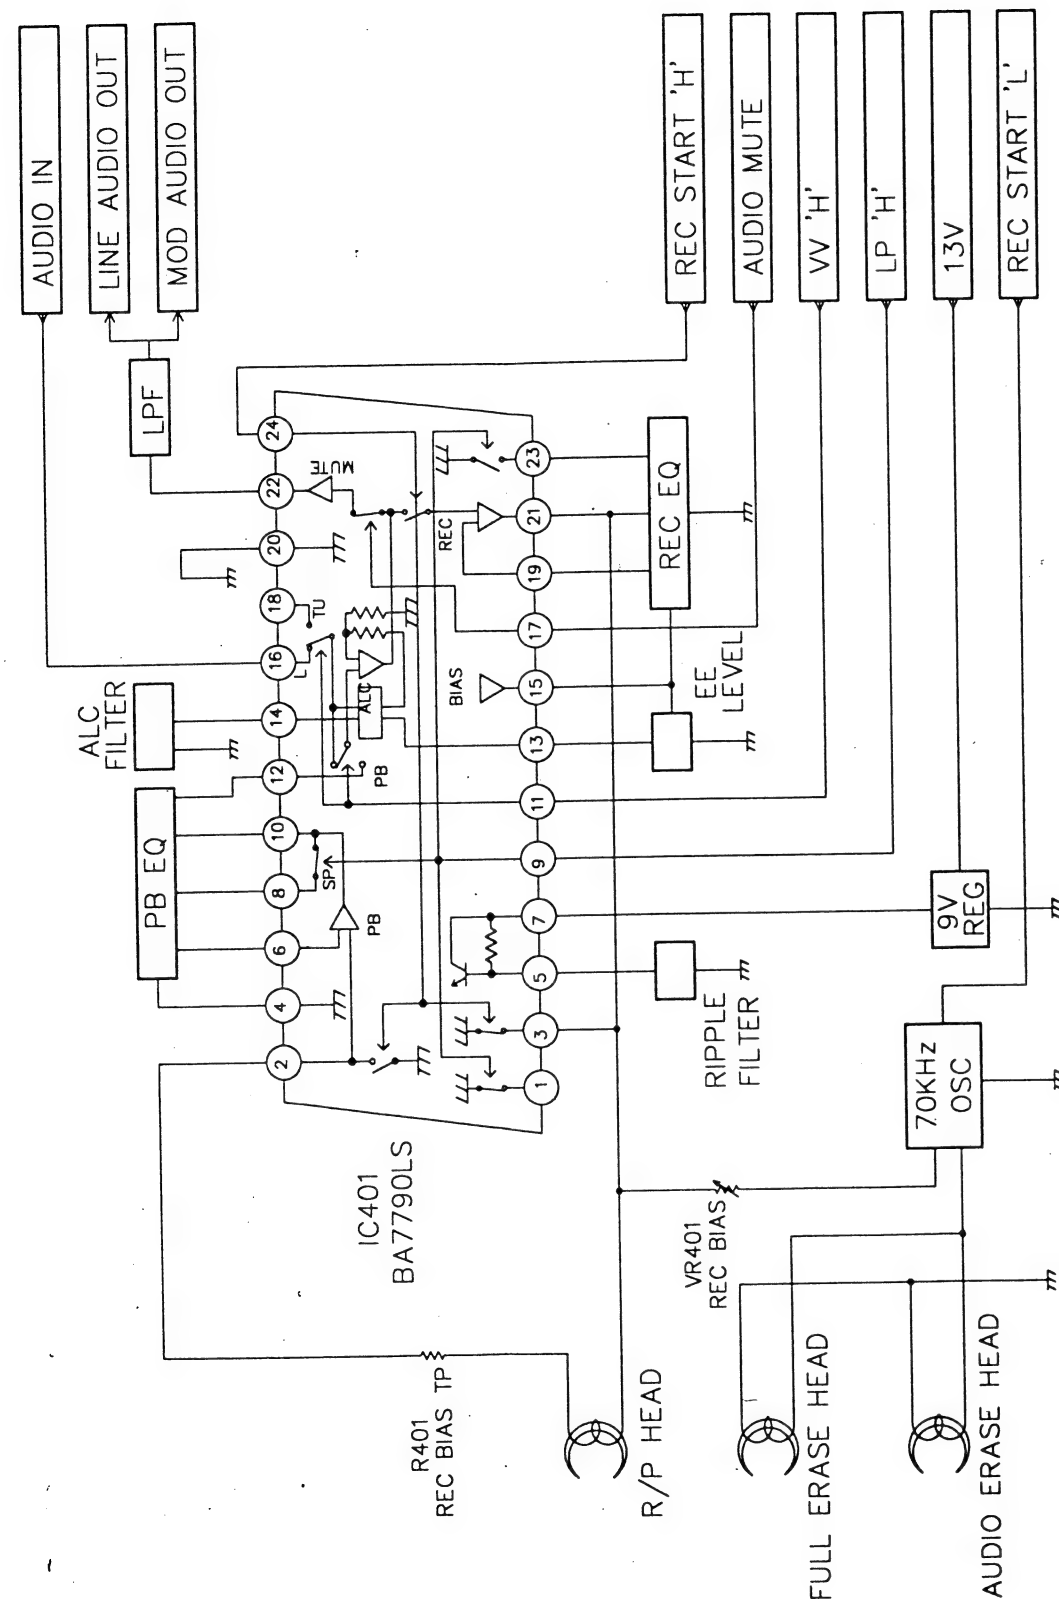 AUDIO IN
LINE AUDIO OUT
MOD AUDIO OUT
LPF
REC START 'H'
AUDIO MUTE
VV 'H'
LP 'H'
13V
REC START 'L'
ALC
FILTER
PB EQ
2
4
6
8
10
12
14
16
18
20
22
24
PB
SP
PB
L
TU
ALC
MUTE
REC
BIAS
1
3
5
7
9
11
13
15
17
19
21
23
REC EQ
EE
LEVEL
RIPPLE
FILTER
9V
REG
70KHz
OSC
IC401
BA7790LS
VR401
REC BIAS
R401
REC BIAS TP
R/P HEAD
FULL ERASE HEAD
AUDIO ERASE HEAD